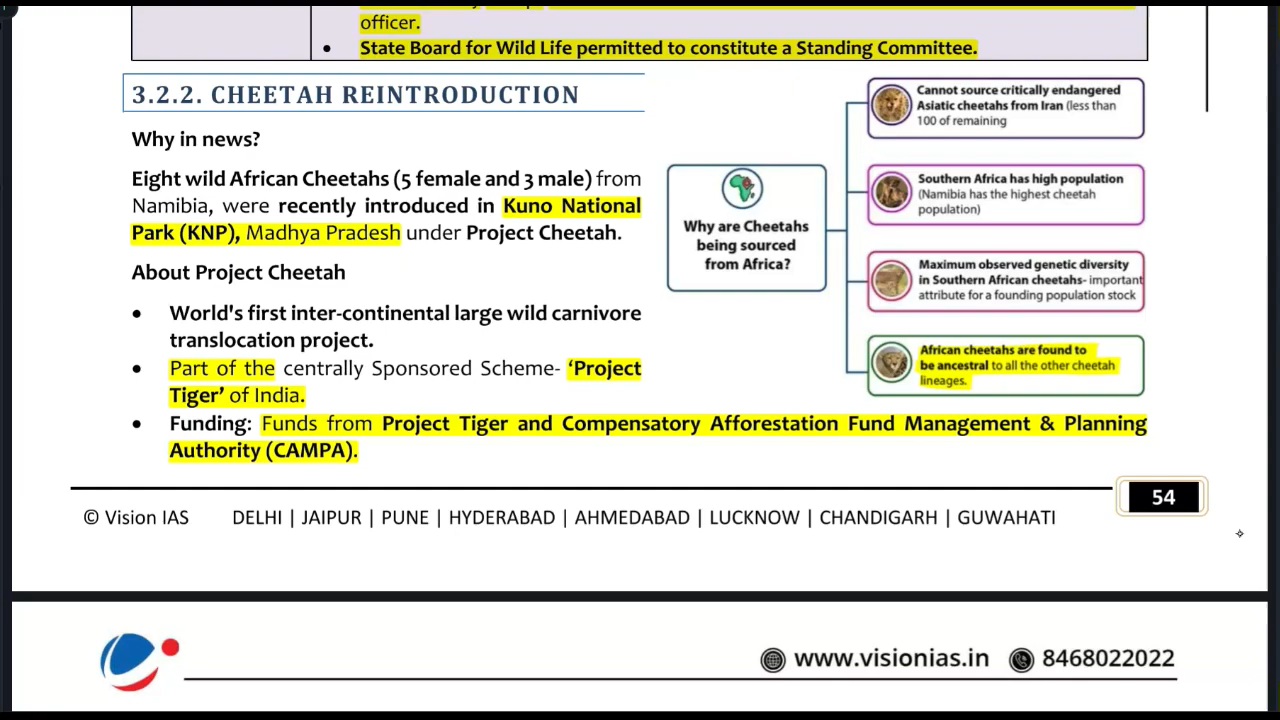 officer.
• State Board for Wild Life permitted to constitute a Standing Committee.
3.2.2. CHEETAH REINTRODUCTION
Why in news?
Eight wild African Cheetahs (5 female and 3 male) from
Namibia, were recently introduced in Kuno National
Park (KNP), Madhya Pradesh under Project Cheetah.
About Project Cheetah
• World's first inter-continental large wild carnivore
translocation project.
• Part of the centrally Sponsored Scheme- ‘Project
Tiger’ of India.
Why are Cheetahs
being sourced
from Africa?
Cannot source critically endangered
Asiatic cheetahs from Iran (less than
100 of remaining
Southern Africa has high population
(Namibia has the highest cheetah
population)
Maximum observed genetic diversity
in Southern African cheetahs- important
attribute for a founding population stock
African cheetahs are found to
be ancestral to all the other cheetah
lineages.
• Funding: Funds from Project Tiger and Compensatory Afforestation Fund Management & Planning
Authority (CAMPA).
54
© Vision IAS DELHI | JAIPUR | PUNE | HYDERABAD | AHMEDABAD | LUCKNOW | CHANDIGARH | GUWAHATI
www.visionias.in 8468022022